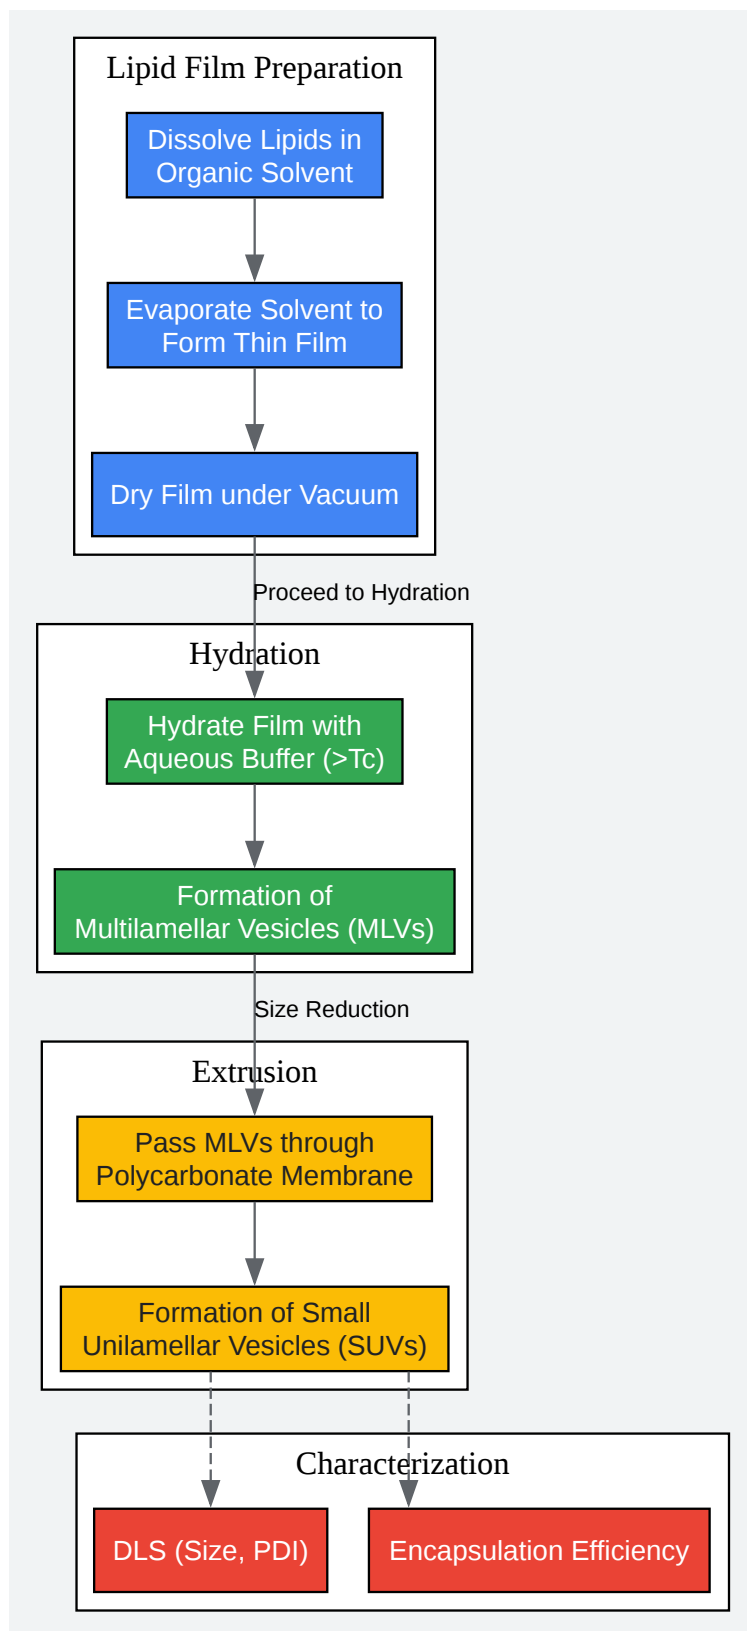 Lipid Film Preparation
Dissolve Lipids in
Organic Solvent
Evaporate Solvent to
Form Thin Film
Dry Film under Vacuum
Proceed to Hydration
Hydration
Hydrate Film with
Aqueous Buffer (>Tc)
Formation of
Multilamellar Vesicles (MLVs)
Size Reduction
Extrusion
Pass MLVs through
Polycarbonate Membrane
Formation of Small
Unilamellar Vesicles (SUVs)
Characterization
DLS (Size, PDI)
Encapsulation Efficiency